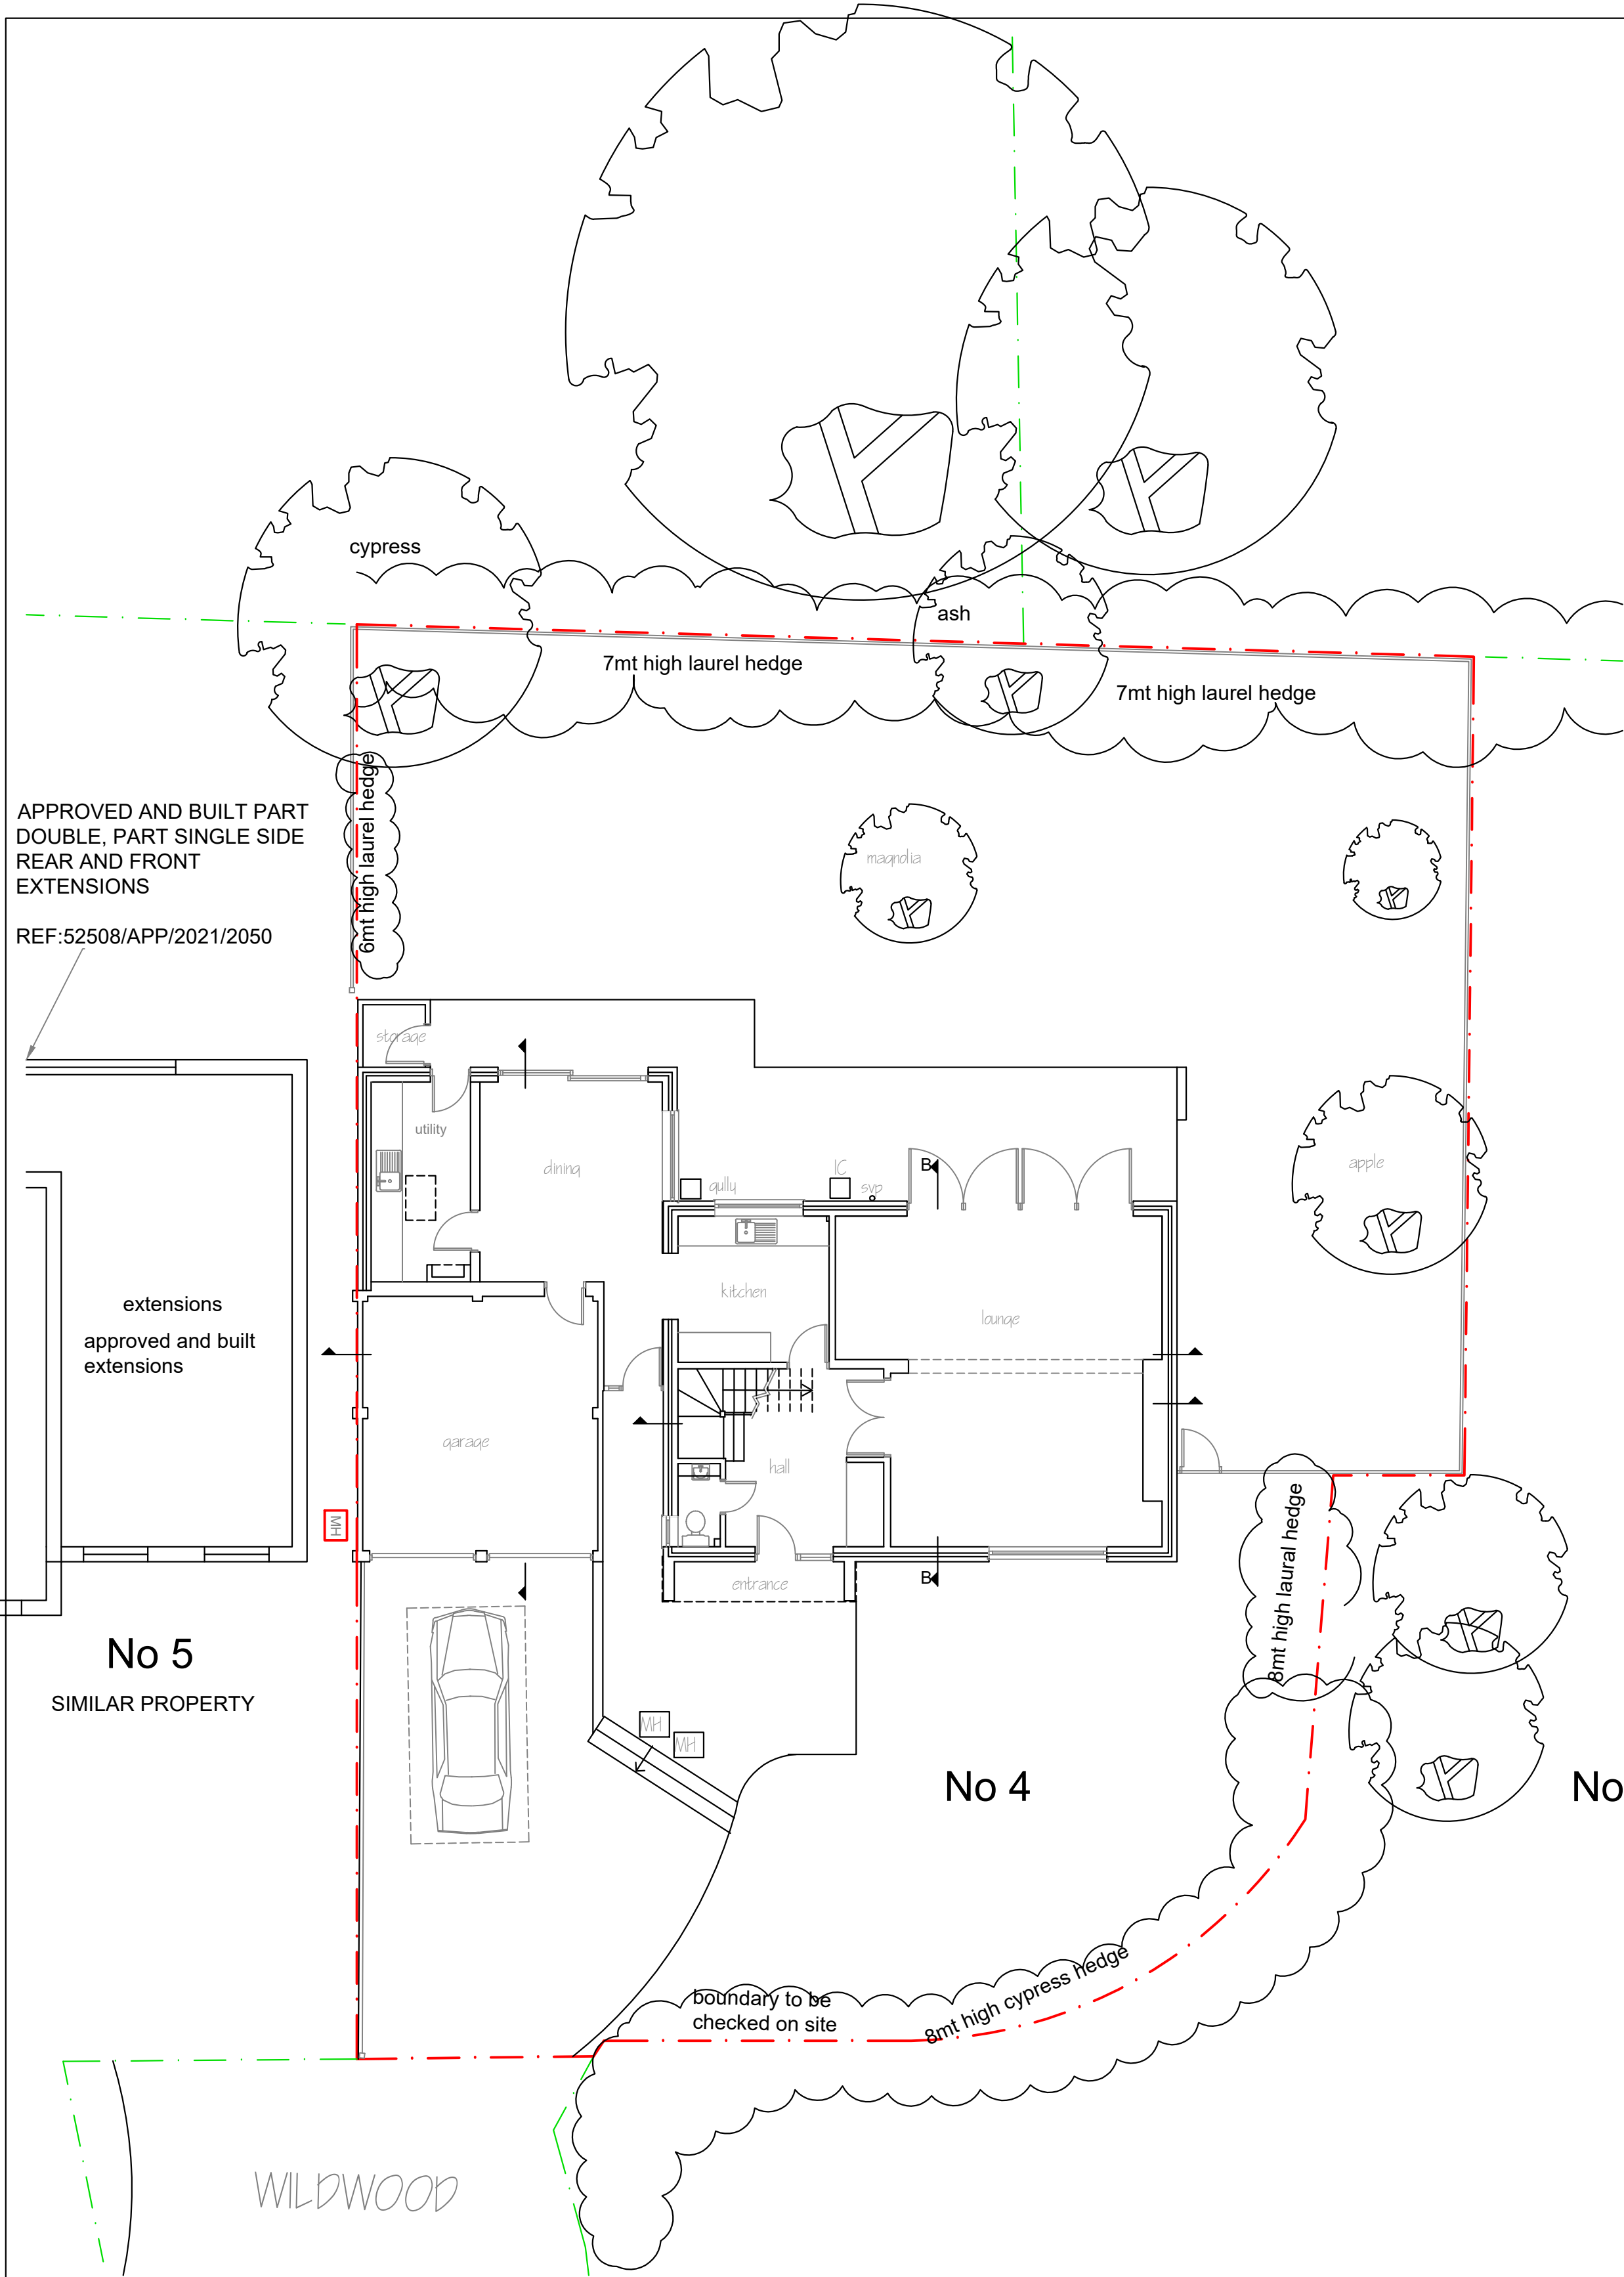 cypress
ash
7mt high laurel hedge
7mt high laurel hedge
6mt high laurel hedge
APPROVED AND BUILT PART
DOUBLE, PART SINGLE SIDE
REAR AND FRONT
EXTENSIONS
REF:52508/APP/2021/2050
magnolia
storage
utility
dining
gully
IC
svp
B
apple
extensions
approved and built
extensions
kitchen
lounge
garage
hall
MH
entrance
B
8mt high laural hedge
No 5
SIMILAR PROPERTY
MH
MH
No 4
No
boundary to be
checked on site
8mt high cypress hedge
WILDWOOD